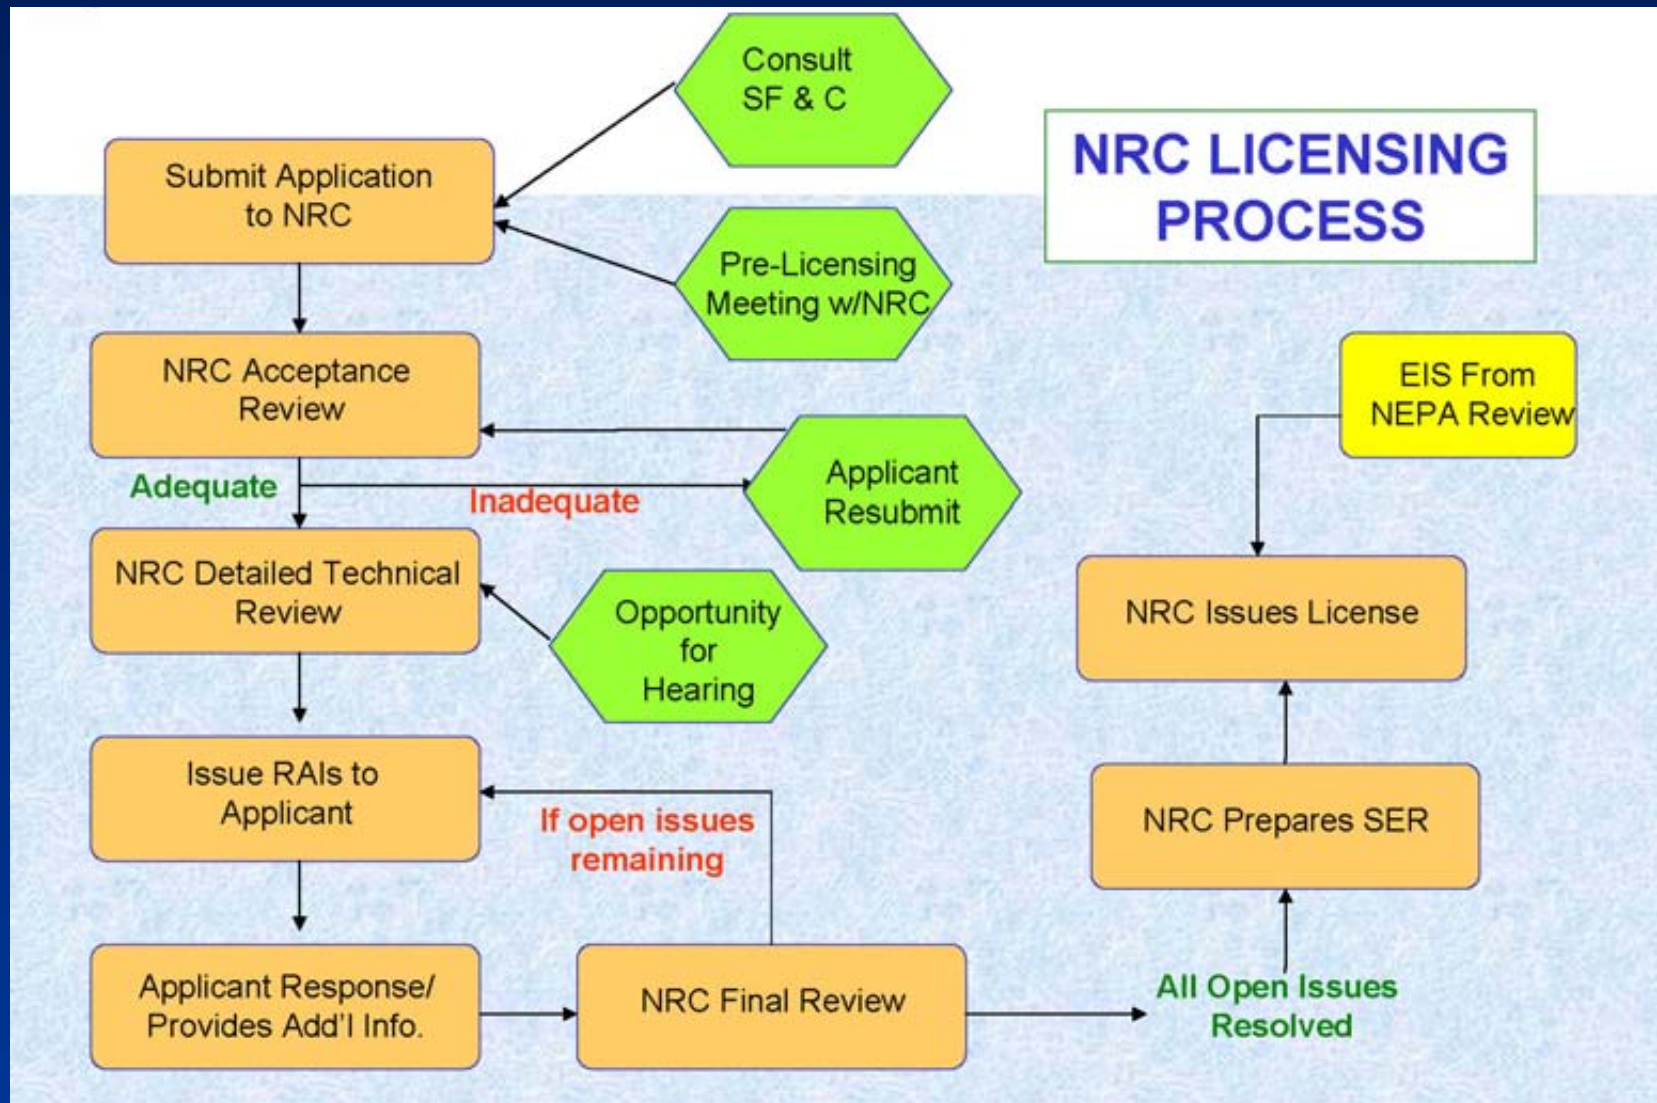 Consult
SF & C
NRC LICENSING
PROCESS
Submit Application
to NRC
Pre-Licensing
Meeting w/NRC
NRC Acceptance
Review
EIS From
NEPA Review
Adequate
Inadequate
Applicant
Resubmit
NRC Detailed Technical
Review
Opportunity
for
Hearing
NRC Issues License
Issue RAIs to
Applicant
If open issues
remaining
NRC Prepares SER
Applicant Response/
Provides Add'l Info.
NRC Final Review
All Open Issues
Resolved